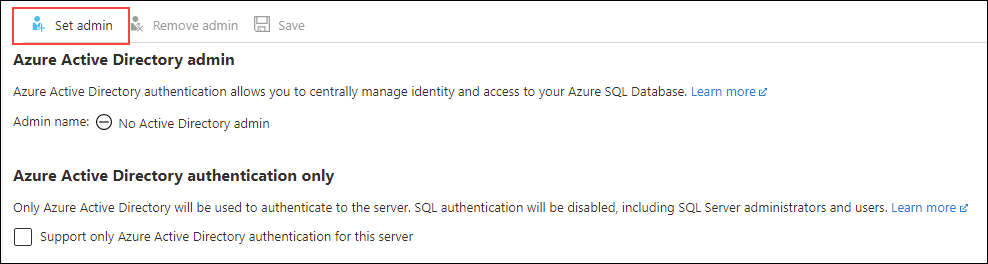 Set admin Remove admin Save
Azure Active Directory admin
Azure Active Directory authentication allows you to centrally manage identity and access to your Azure SQL Database. Learn more
Admin name: No Active Directory admin
Azure Active Directory authentication only
Only Azure Active Directory will be used to authenticate to the server. SQL authentication will be disabled, including SQL Server administrators and users. Learn more
Support only Azure Active Directory authentication for this server